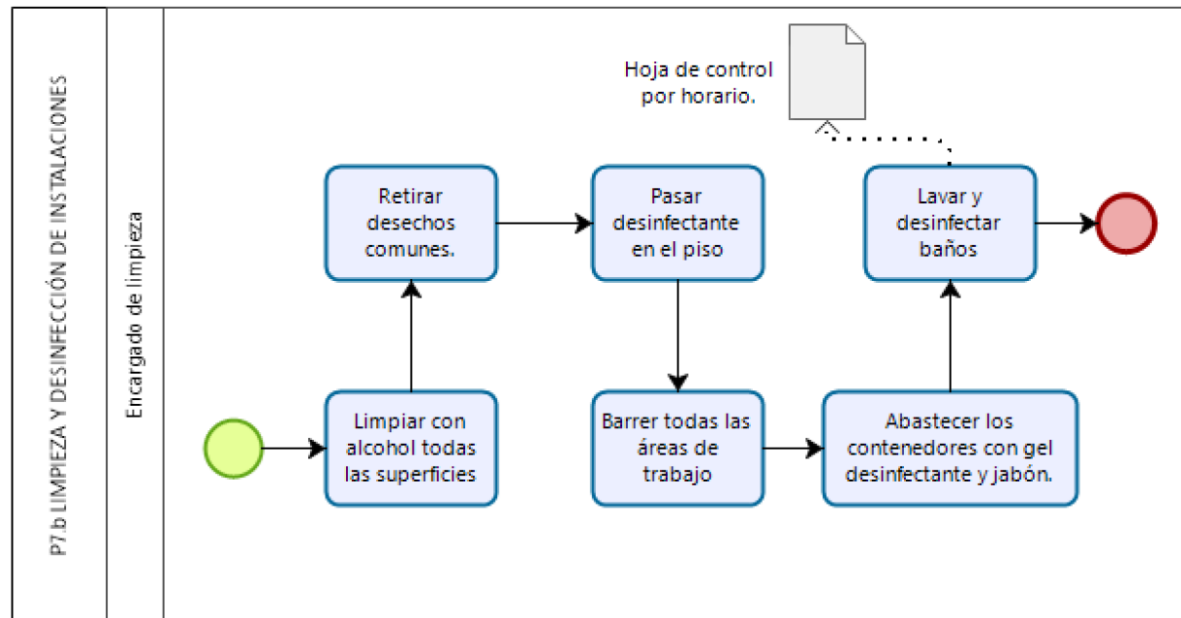 P7.b LIMPIEZA Y DESINFECCIÓN DE INSTALACIONES
Encargado de limpieza
Limpiar con
alcohol todas
las superficies
Retirar
desechos
comunes.
Pasar
desinfectante
en el piso
Barrer todas las
áreas de
trabajo
Abastecer los
contenedores con gel
desinfectante y jabón.
Lavar y
desinfectar
baños
Hoja de control
por horario.